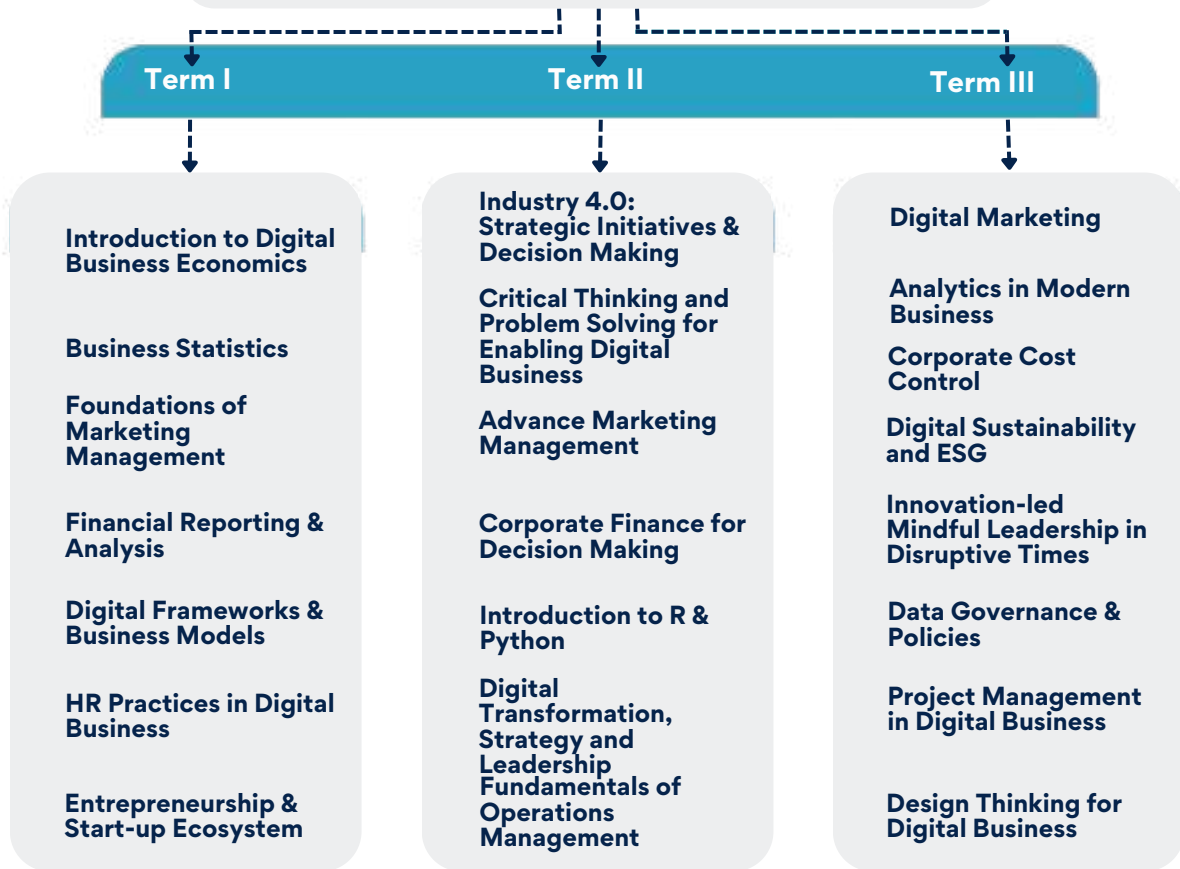 Term I
Term II
Term III
Introduction to Digital
Business Economics
Business Statistics
Foundations of
Marketing
Management
Financial Reporting &
Analysis
Digital Frameworks &
Business Models
HR Practices in Digital
Business
Entrepreneurship &
Start-up Ecosystem
Industry 4.0:
Strategic Initiatives &
Decision Making
Critical Thinking and
Problem Solving for
Enabling Digital
Business
Advance Marketing
Management
Corporate Finance for
Decision Making
Introduction to R &
Python
Digital
Transformation,
Strategy and
Leadership
Fundamentals of
Operations
Management
Digital Marketing
Analytics in Modern
Business
Corporate Cost
Control
Digital Sustainability
and ESG
Innovation-led
Mindful Leadership in
Disruptive Times
Data Governance &
Policies
Project Management
in Digital Business
Design Thinking for
Digital Business